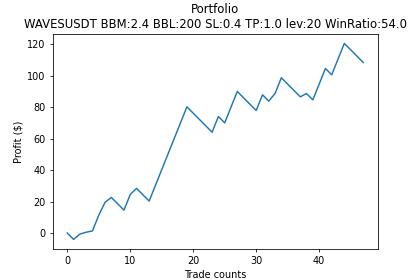 Portfolio
WAVESUSDT BBM:2.4 BBL:200 SL:0.4 TP:1.0 lev:20 WinRatio:54.0
120
100
80
60
40
20
0
Profit ($)
0 10 20 30 40
Trade counts